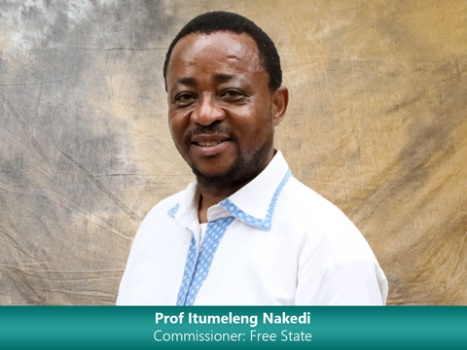 Prof Itumeleng Nakedi
Commissioner: Free State